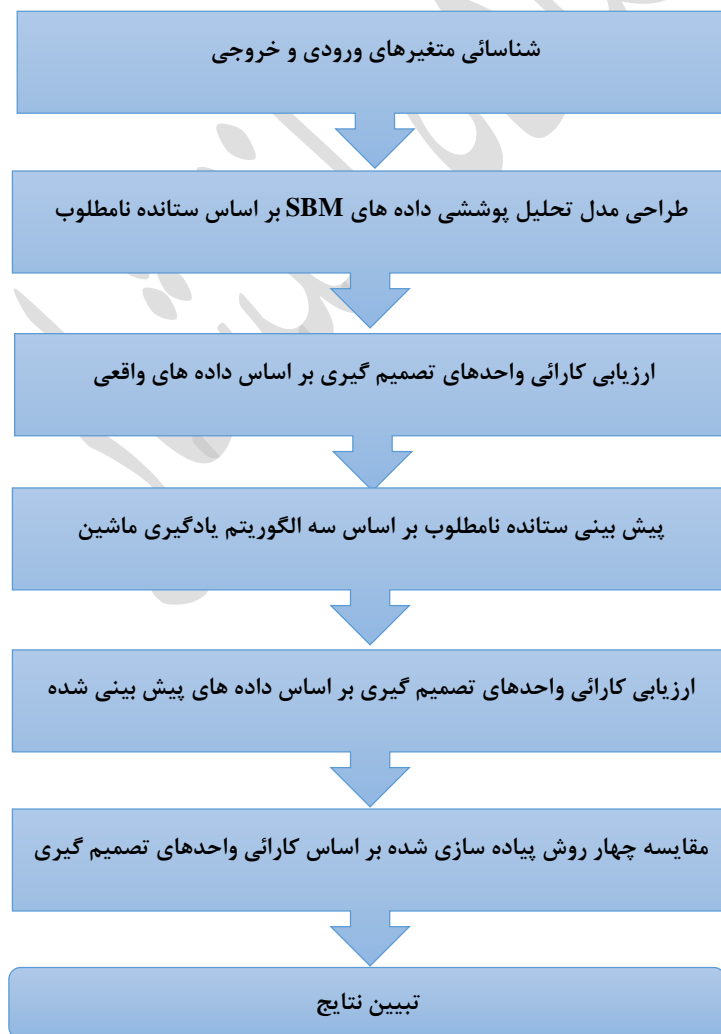 شناسائی متغیرهای ورودی و خروجی
طراحی مدل تحلیل پوششی داده های SBM بر اساس ستانده نامطلوب
ارزیابی کارائی واحدهای تصمیم گیری بر اساس داده های واقعی
پیش بینی ستانده نامطلوب بر اساس سه الگوریتم یادگیری ماشین
ارزیابی کارائی واحدهای تصمیم گیری بر اساس داده های پیش بینی شده
مقایسه چهار روش پیاده سازی شده بر اساس کارائی واحدهای تصمیم گیری
تبیین نتایج